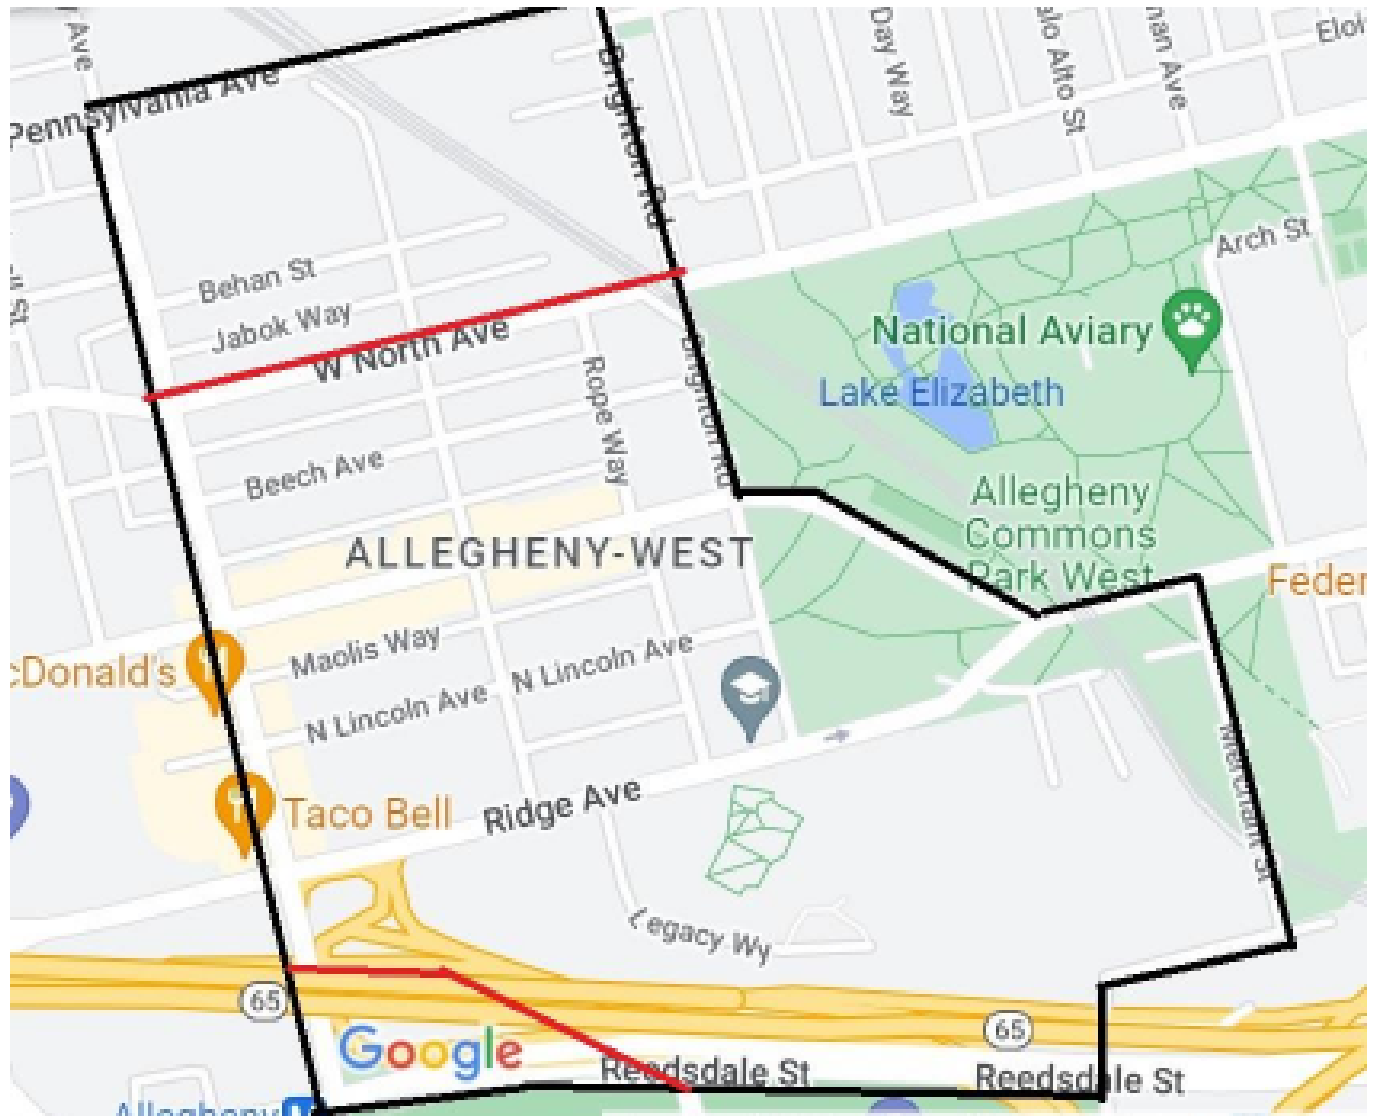 Ave
Pennsylvania Ave
Brighton Rd
Day Way
Alto St
Arch St
Behan St
Jabok Way
W North Ave
National Aviary
Lake Elizabeth
Rope Way
Brighton Rd
Beech Ave
Allegheny
Commons
Park West
ALLEGHENY-WEST
Feder
cDonald's
Maolis Way
N Lincoln Ave
N Lincoln Ave
Merchant St
Taco Bell
Ridge Ave
Legacy Wy
65
65
Google
Reedsdale St
Reedsdale St
Allegheny